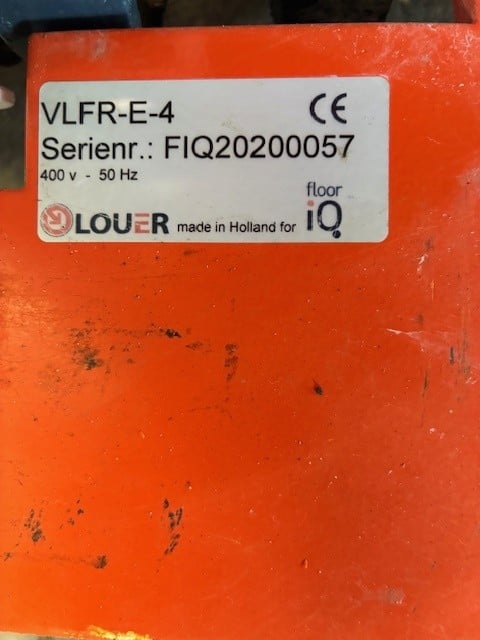 VLFR-E-4 CE
Serienr.: FIQ20200057
400 v - 50 Hz
floor
iQ
LOUER made in Holland for